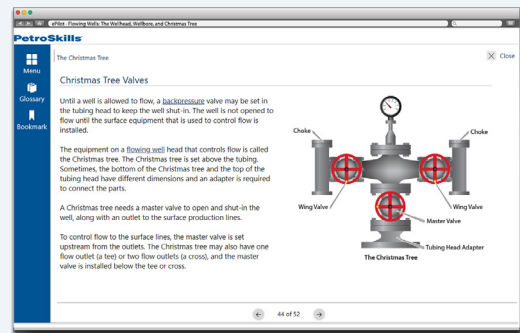 ePilot - Flowing Wells: The Wellhead, Wellbore, and Christmas Tree
PetroSkills
The Christmas Tree
Close
Menu
Glossary
Bookmark
Christmas Tree Valves
Until a well is allowed to flow, a backpressure valve may be set in
the tubing head to keep the well shut-in. The well is not opened to
flow until the surface equipment that is used to control flow is
installed.
The equipment on a flowing well head that controls flow is called
the Christmas tree. The Christmas tree is set above the tubing.
Sometimes, the bottom of the Christmas tree and the top of the
tubing head have different dimensions and an adapter is required
to connect the parts.
A Christmas tree needs a master valve to open and shut-in the
well, along with an outlet to the surface production lines.
To control flow to the surface lines, the master valve is set
upstream from the outlets. The Christmas tree may also have one
flow outlet (a tee) or two flow outlets (a cross), and the master
valve is installed below the tee or cross.
Choke
Choke
Wing Valve
Wing Valve
Master Valve
Tubing Head Adapter
The Christmas Tree
44 of 52